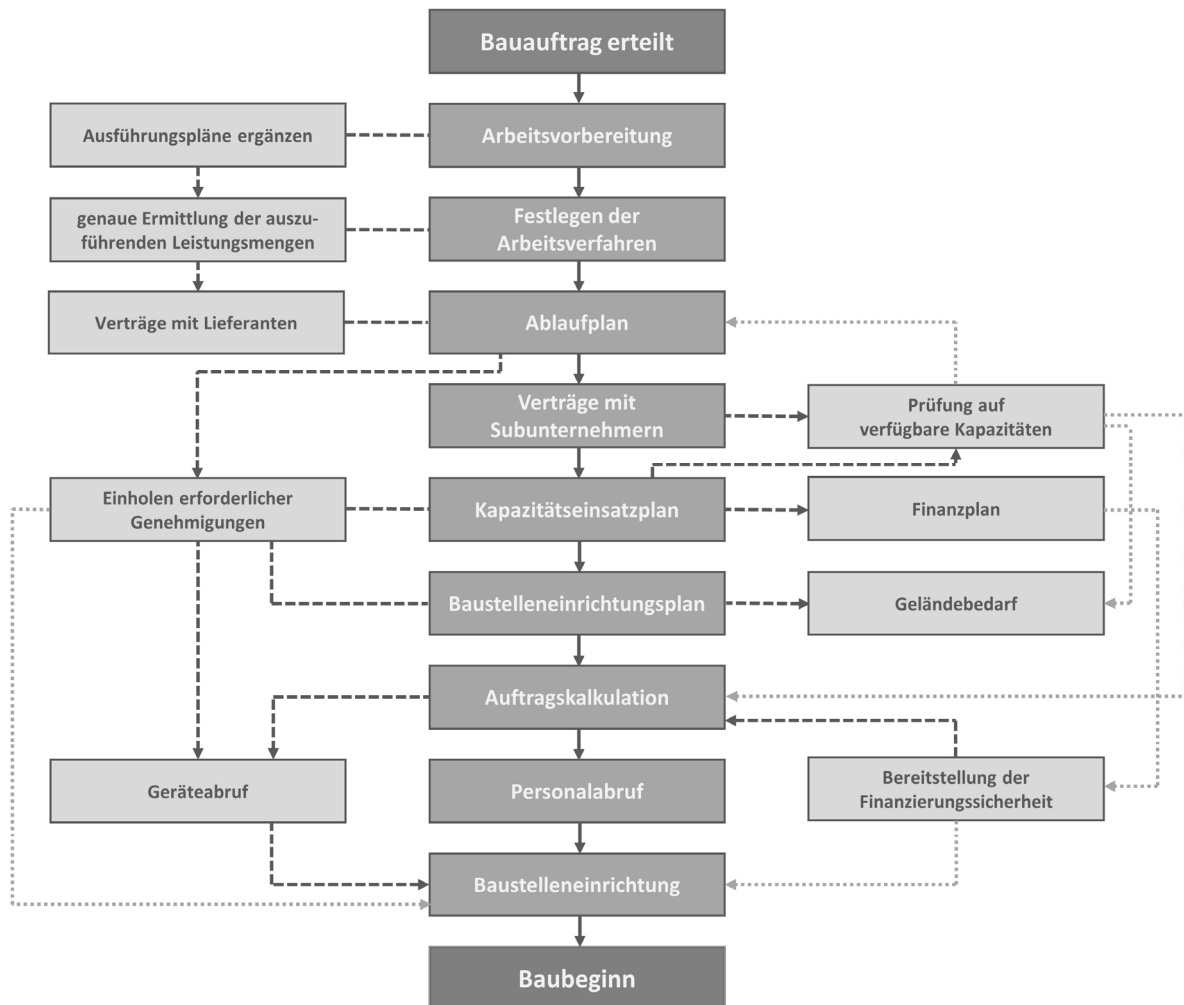 Bauauftrag erteilt
Ausführungspläne ergänzen
Arbeitsvorbereitung
genaue Ermittlung der auszu-
führenden Leistungsmengen
Festlegen der
Arbeitsverfahren
Verträge mit Lieferanten
Ablaufplan
Verträge mit
Subunternehmern
Prüfung auf
verfügbare Kapazitäten
Einholen erforderlicher
Genehmigungen
Kapazitätseinsatzplan
Finanzplan
Baustelleneinrichtungsplan
Geländebedarf
Auftragskalkulation
Geräteabruf
Personalabruf
Bereitstellung der
Finanzierungssicherheit
Baustelleneinrichtung
Baubeginn